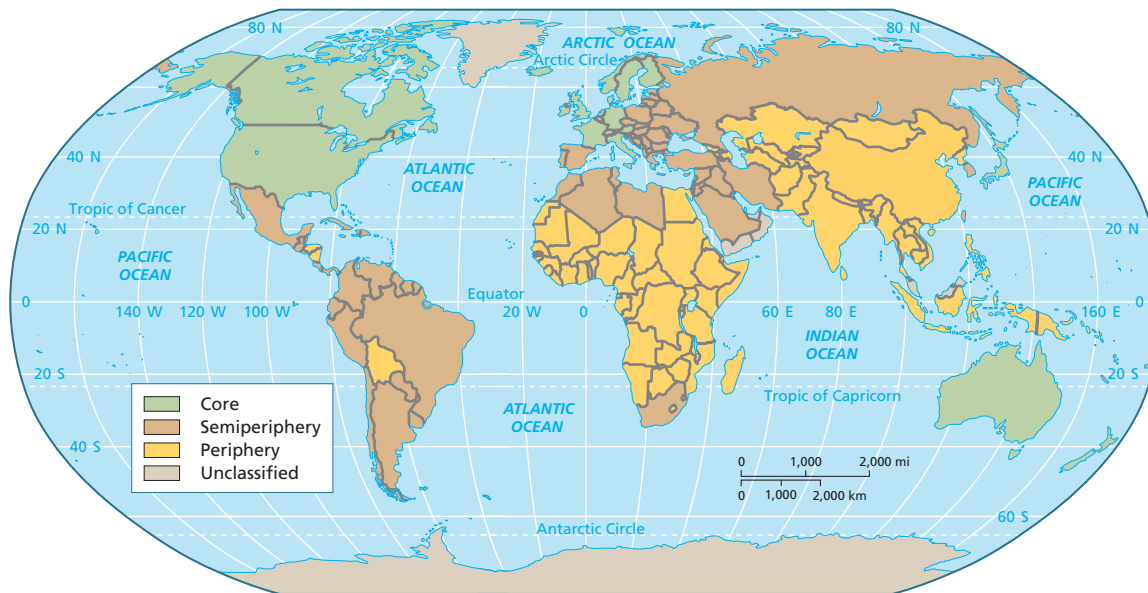 80 N
80 N
ARCTIC OCEAN
Arctic Circle
40 N
ATLANTIC
OCEAN
40 N
PACIFIC
OCEAN
Tropic of Cancer
20 N
20 N
PACIFIC
OCEAN
Equator
0
140 W
120 W
100 W
20 W
0
60 E
80 E
160 E
0
INDIAN
OCEAN
20 S
20 S
Tropic of Capricorn
ATLANTIC
OCEAN
Core
Semiperiphery
Periphery
Unclassified
40 S
40 S
0 1,000 2,000 mi
0 1,000 2,000 km
60 S
Antarctic Circle